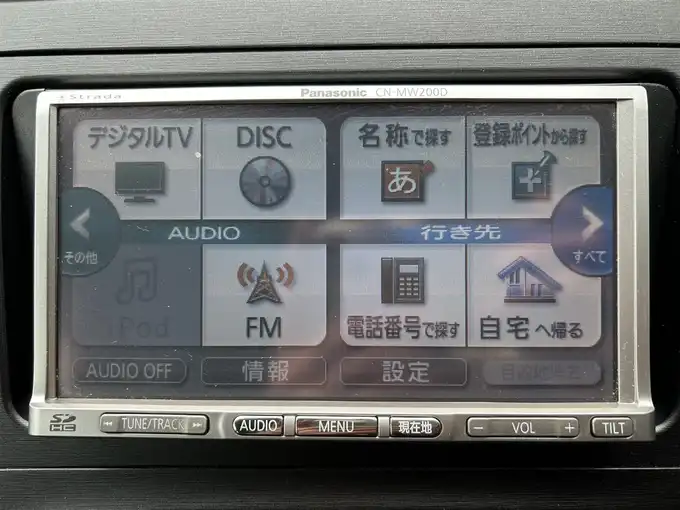 Strada
Panasonic CN-MW200D
デジタルTV
DISC
名称で探す
登録ポイントから探す
あ
その他
AUDIO
行き先
すべて
iPod
FM
電話番号で探す
自宅へ帰る
AUDIO OFF
情報
設定
SD HC
TUNE/TRACK
AUDIO
MENU
現在地
− VOL +
TILT